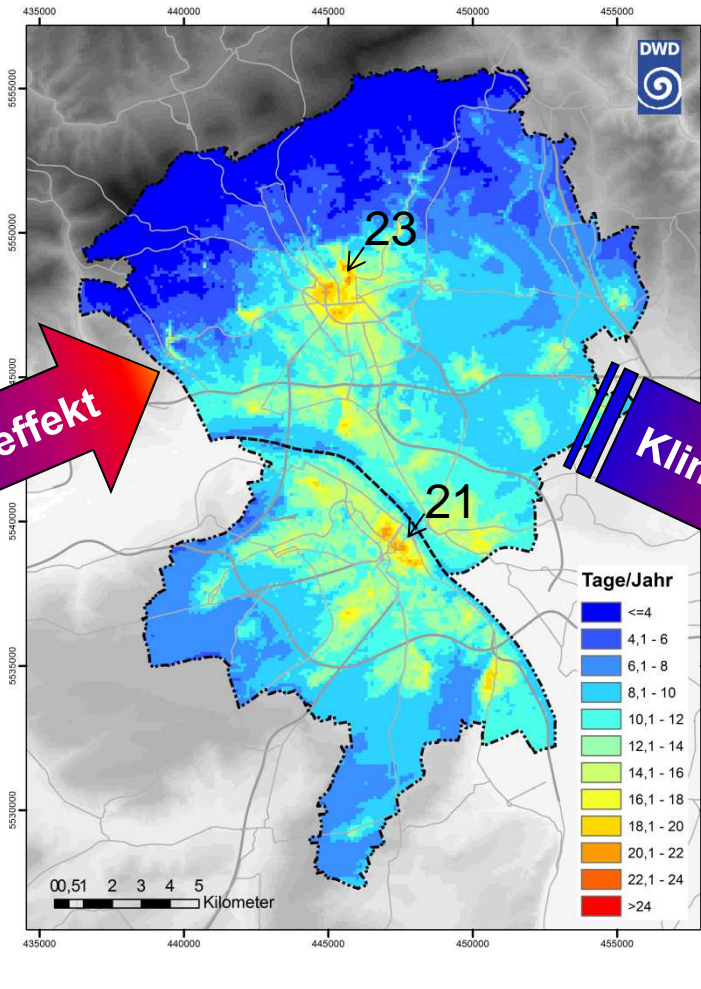 435000 440000 445000 450000 455000
DWD
5555000
5550000
23
effekt
Klim
21
5540000
Tage/Jahr
<=4
4,1 - 6
6,1 - 8
8,1 - 10
10,1 - 12
12,1 - 14
14,1 - 16
16,1 - 18
18,1 - 20
20,1 - 22
22,1 - 24
>24
5535000
5530000
00,51 2 3 4 5
Kilometer
435000 440000 445000 450000 455000